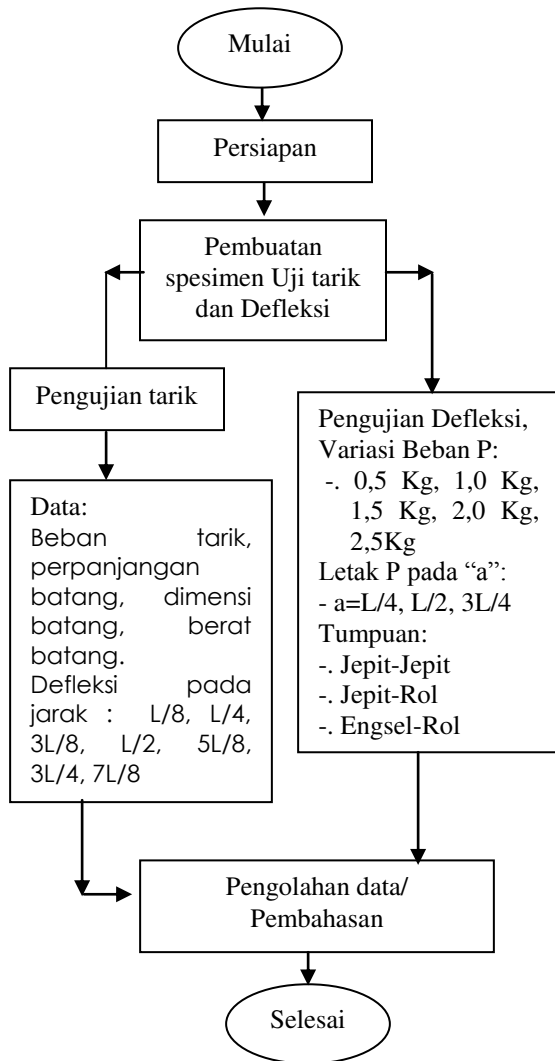 Mulai
Persiapan
Pembuatan
spesimen Uji tarik
dan Defleksi
Pengujian tarik
Data:
Beban tarik,
perpanjangan
batang, dimensi
batang, berat
batang.
Defleksi pada
jarak : L/8, L/4,
3L/8, L/2, 5L/8,
3L/4, 7L/8
Pengujian Defleksi,
Variasi Beban P:
-. 0,5 Kg, 1,0 Kg,
1,5 Kg, 2,0 Kg,
2,5Kg
Letak P pada “a”:
- a=L/4, L/2, 3L/4
Tumpuan:
-. Jepit-Jepit
-. Jepit-Rol
-. Engsel-Rol
Pengolahan data/
Pembahasan
Selesai